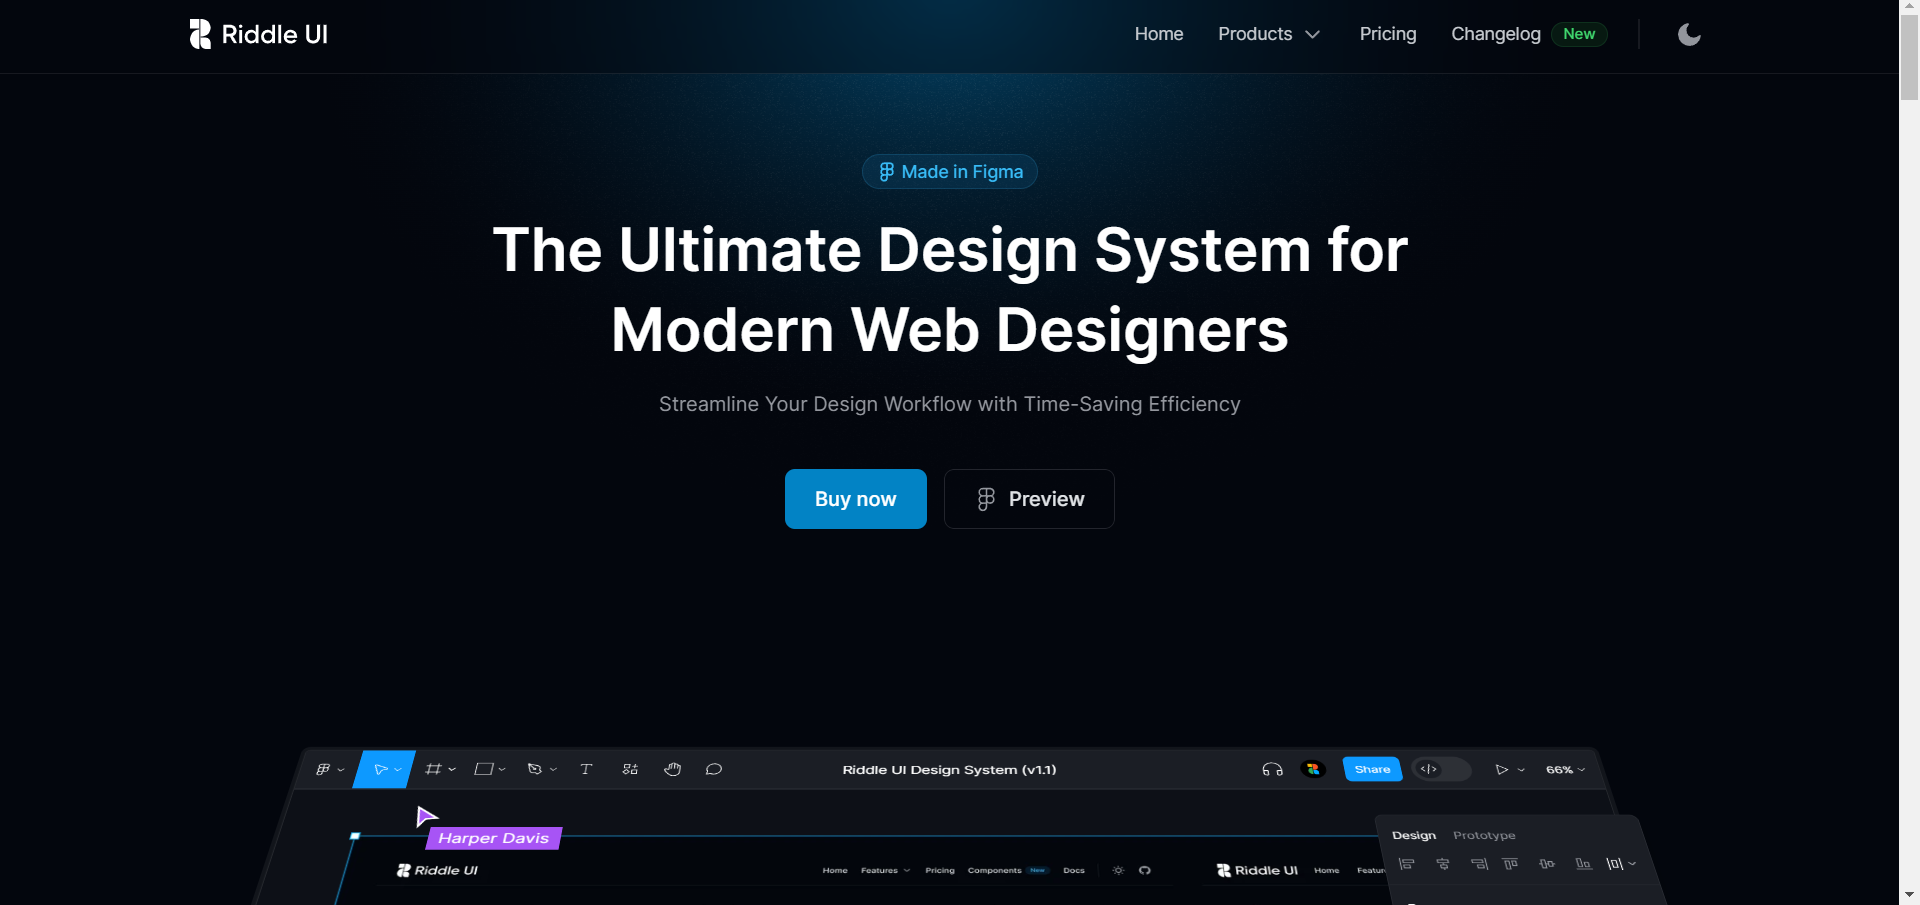 Riddle UI
Home
Products
Pricing
Changelog
New
Made in Figma
The Ultimate Design System for
Modern Web Designers
Streamline Your Design Workflow with Time-Saving Efficiency
Buy now
Preview
Riddle UI Design System (v1.1)
Share
66%
Harper Davis
Design
Prototype
Riddle UI
Home
Features
Pricing
Components
New
Docs
Riddle UI
Home